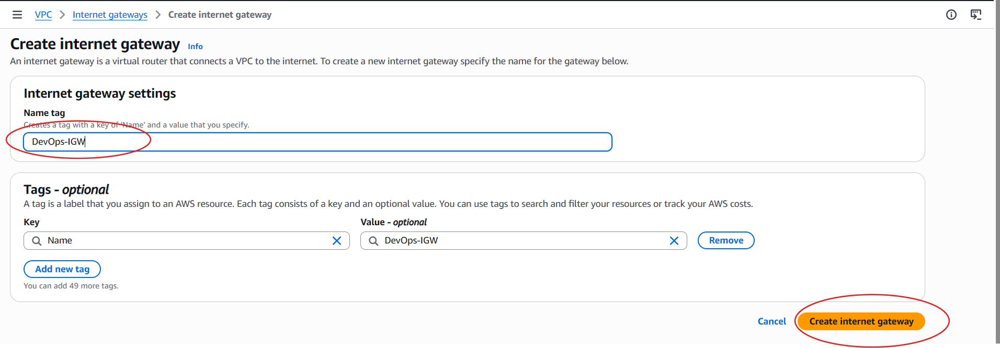 VPC > Internet gateways > Create internet gateway
Create internet gateway Info
An internet gateway is a virtual router that connects a VPC to the internet. To create a new internet gateway specify the name for the gateway below.
Internet gateway settings
Name tag
Creates a tag with a key of 'Name' and a value that you specify.
DevOps-IGW
Tags - optional
A tag is a label that you assign to an AWS resource. Each tag consists of a key and an optional value. You can use tags to search and filter your resources or track your AWS costs.
Key Value - optional
Name DevOps-IGW Remove
Add new tag
You can add 49 more tags.
Cancel Create internet gateway